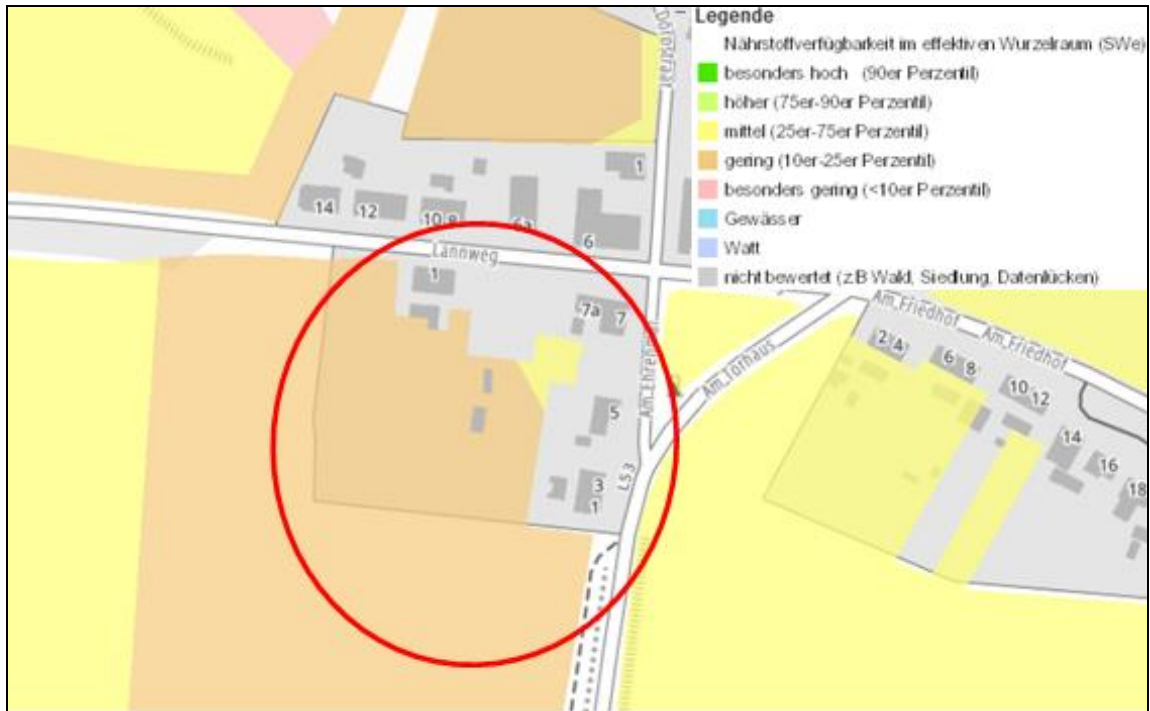 Legende
Nährstoffverfügbarkeit im effektiven Wurzelraum (SWe)
besonders hoch (90er Perzentil)
höher (75er-90er Perzentil)
mittel (25er-75er Perzentil)
gering (10er-25er Perzentil)
besonders gering (<10er Perzentil)
Gewässer
Watt
nicht bewertet (z.B Wald, Siedlung, Datenlücken)
1
14
12
10
8
6a
6
Lannweg
1
7a
7
Am Torhaus
Am Friedhof
Am Friedhof
2
4
6
8
10
12
14
16
18
5
3
1
L53